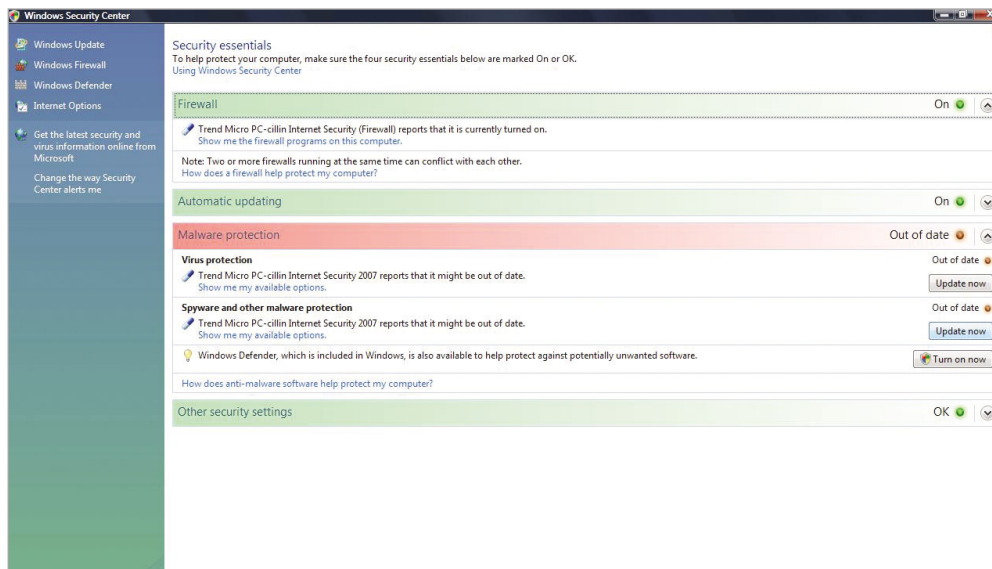 Windows Security Center
Windows Update
Windows Firewall
Windows Defender
Internet Options
Get the latest security and
virus information online from
Microsoft
Change the way Security
Center alerts me
Security essentials
To help protect your computer, make sure the four security essentials below are marked On or OK.
Using Windows Security Center
Firewall On
Trend Micro PC-cillin Internet Security (Firewall) reports that it is currently turned on.
Show me the firewall programs on this computer.
Note: Two or more firewalls running at the same time can conflict with each other.
How does a firewall help protect my computer?
Automatic updating On
Malware protection Out of date
Virus protection Out of date
Trend Micro PC-cillin Internet Security 2007 reports that it might be out of date.
Show me my available options.
Update now
Spyware and other malware protection Out of date
Trend Micro PC-cillin Internet Security 2007 reports that it might be out of date.
Show me my available options.
Update now
Windows Defender, which is included in Windows, is also available to help protect against potentially unwanted software.
Turn on now
How does anti-malware software help protect my computer?
Other security settings OK